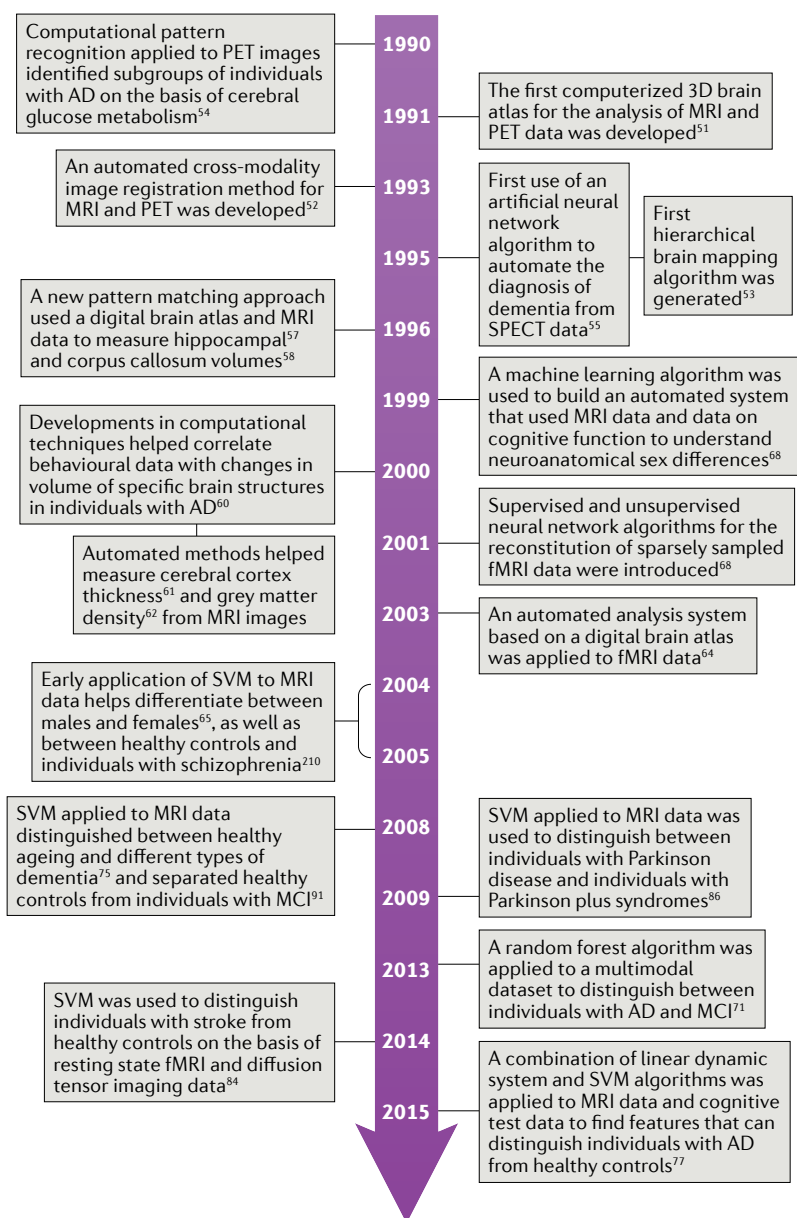 1990
Computational pattern
recognition applied to PET images
identified subgroups of individuals
with AD on the basis of cerebral
glucose metabolism⁵⁴
1991
The first computerized 3D brain
atlas for the analysis of MRI and
PET data was developed⁵¹
1993
An automated cross-modality
image registration method for
MRI and PET was developed⁵²
1995
First use of an
artificial neural
network
algorithm to
automate the
diagnosis of
dementia from
SPECT data⁵⁵
First
hierarchical
brain mapping
algorithm was
generated⁵³
1996
A new pattern matching approach
used a digital brain atlas and MRI
data to measure hippocampal⁵⁷
and corpus callosum volumes⁵⁸
1999
A machine learning algorithm was
used to build an automated system
that used MRI data and data on
cognitive function to understand
neuroanatomical sex differences⁶⁸
2000
Developments in computational
techniques helped correlate
behavioural data with changes in
volume of specific brain structures
in individuals with AD⁶⁰
Automated methods helped
measure cerebral cortex
thickness⁶¹ and grey matter
density⁶² from MRI images
2001
Supervised and unsupervised
neural network algorithms for the
reconstitution of sparsely sampled
fMRI data were introduced⁶⁸
2003
An automated analysis system
based on a digital brain atlas
was applied to fMRI data⁶⁴
2004
2005
Early application of SVM to MRI
data helps differentiate between
males and females⁶⁵, as well as
between healthy controls and
individuals with schizophrenia²¹⁰
2008
SVM applied to MRI data
distinguished between healthy
ageing and different types of
dementia⁷⁵ and separated healthy
controls from individuals with MCI⁹¹
2009
SVM applied to MRI data was
used to distinguish between
individuals with Parkinson
disease and individuals with
Parkinson plus syndromes⁸⁶
2013
A random forest algorithm was
applied to a multimodal
dataset to distinguish between
individuals with AD and MCI⁷¹
2014
SVM was used to distinguish
individuals with stroke from
healthy controls on the basis of
resting state fMRI and diffusion
tensor imaging data⁸⁴
2015
A combination of linear dynamic
system and SVM algorithms was
applied to MRI data and cognitive
test data to find features that can
distinguish individuals with AD
from healthy controls⁷⁷